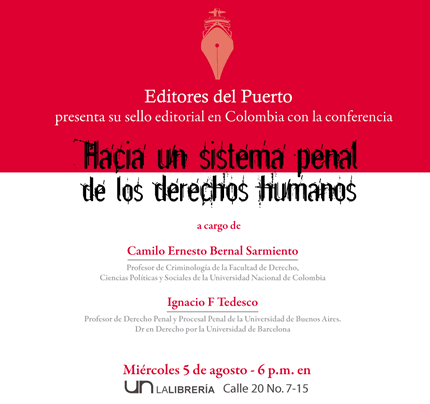 Editores del Puerto
presenta su sello editorial en Colombia con la conferencia
Hacia un sistema penal
de los derechos humanos
a cargo de
Camilo Ernesto Bernal Sarmiento
Profesor de Criminología de la Facultad de Derecho,
Ciencias Políticas y Sociales de la Universidad Nacional de Colombia
Ignacio F Tedesco
Profesor de Derecho Penal y Procesal Penal de la Universidad de Buenos Aires.
Dr en Derecho por la Universidad de Barcelona
Miércoles 5 de agosto - 6 p.m. en
un LALIBRERÍA Calle 20 No. 7-15